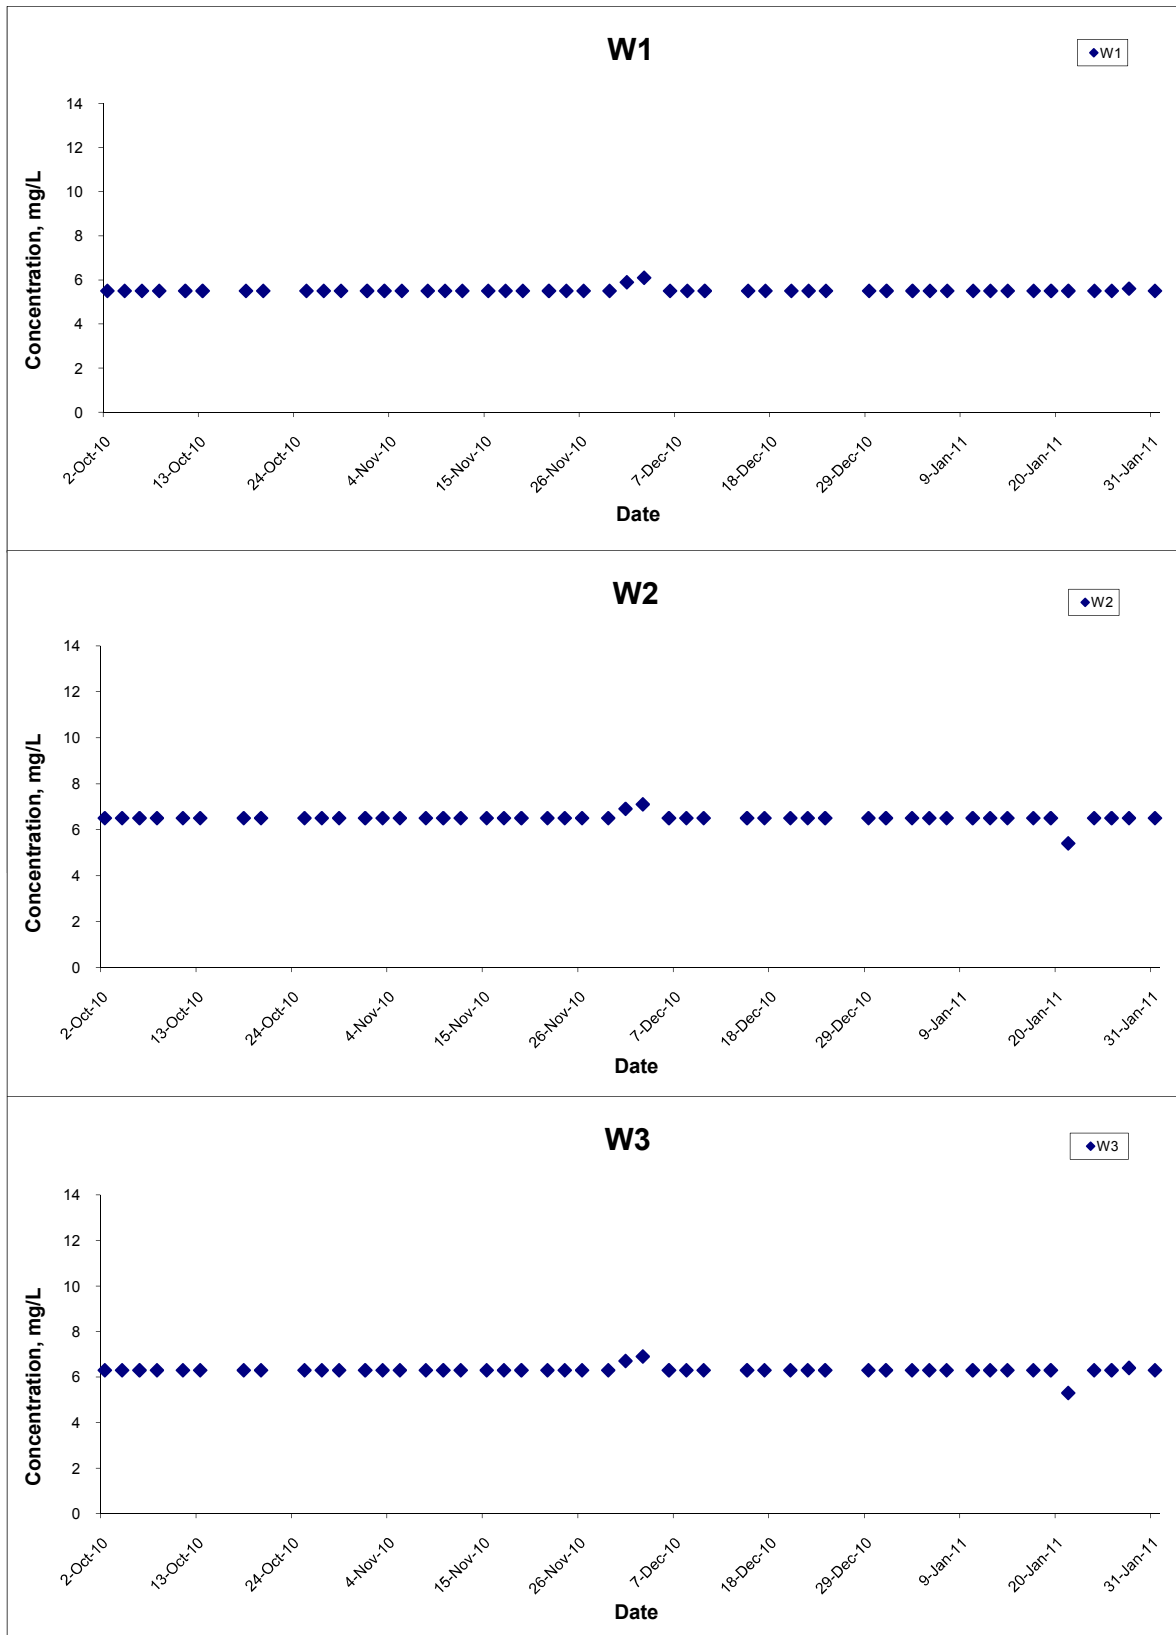 W1
W1
14
12
10
8
6
4
2
0
Concentration, mg/L
2-Oct-10
13-Oct-10
24-Oct-10
4-Nov-10
15-Nov-10
26-Nov-10
7-Dec-10
18-Dec-10
29-Dec-10
9-Jan-11
20-Jan-11
31-Jan-11
Date
W2
W2
14
12
10
8
6
4
2
0
Concentration, mg/L
2-Oct-10
13-Oct-10
24-Oct-10
4-Nov-10
15-Nov-10
26-Nov-10
7-Dec-10
18-Dec-10
29-Dec-10
9-Jan-11
20-Jan-11
31-Jan-11
Date
W3
W3
14
12
10
8
6
4
2
0
Concentration, mg/L
2-Oct-10
13-Oct-10
24-Oct-10
4-Nov-10
15-Nov-10
26-Nov-10
7-Dec-10
18-Dec-10
29-Dec-10
9-Jan-11
20-Jan-11
31-Jan-11
Date